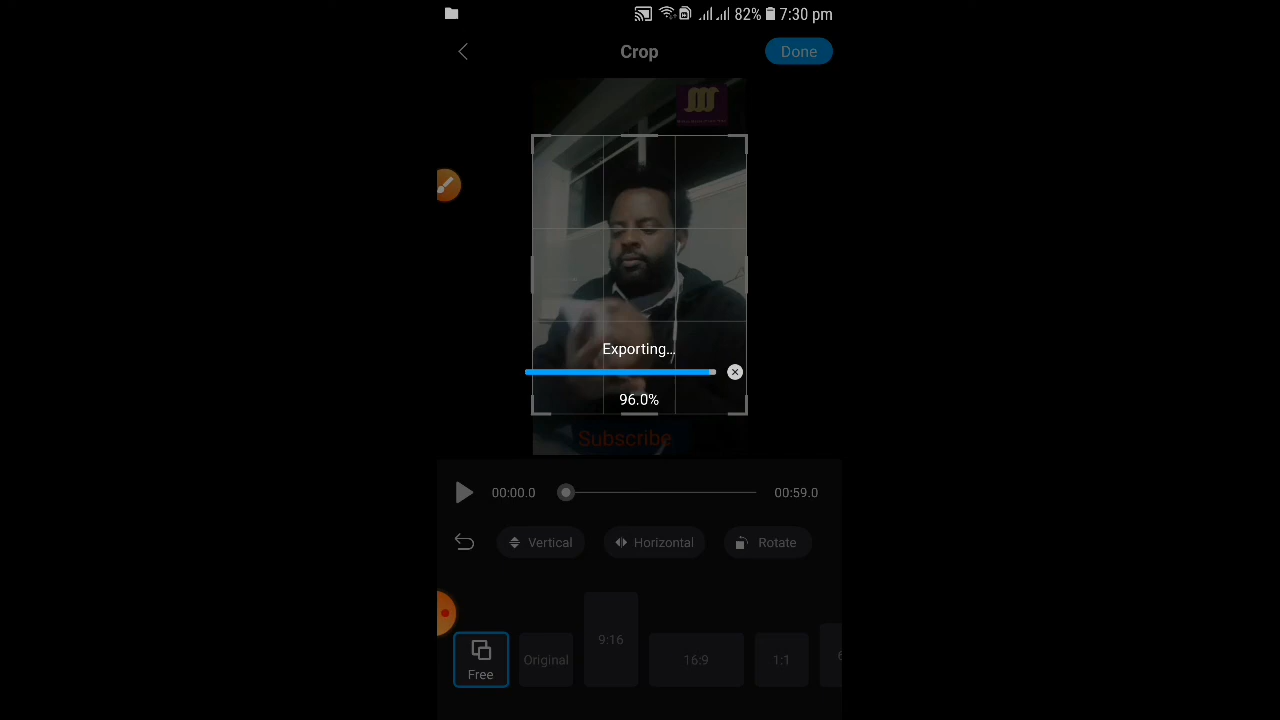 82% 7:30 pm
Crop
Done
Exporting...
96.0%
Subscribe
00:00.0
00:59.0
Vertical
Horizontal
Rotate
Free
Original
9:16
16:9
1:1